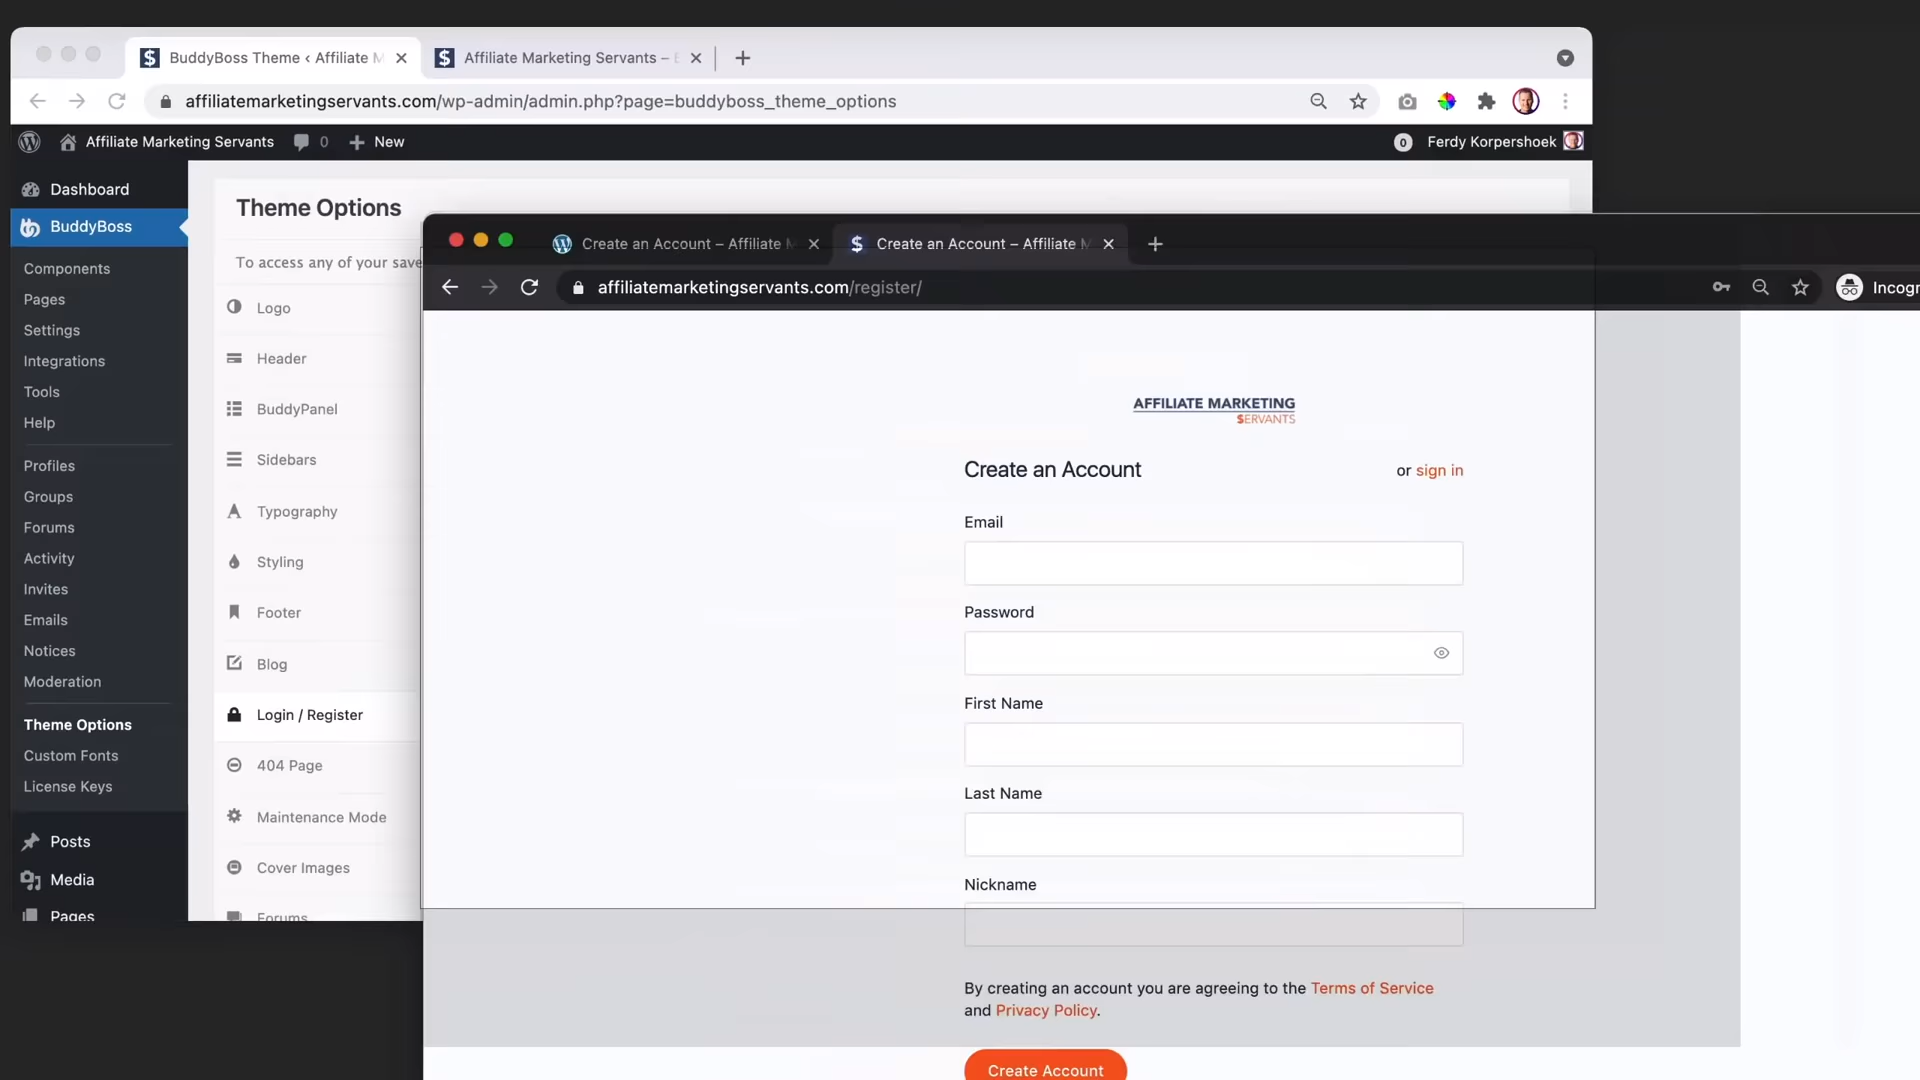 BuddyBoss Theme ‹ Affiliate M
Affiliate Marketing Servants –
affiliatemarketingservants.com/wp-admin/admin.php?page=buddyboss_theme_options
Affiliate Marketing Servants
0
New
0
Ferdy Korpershoek
Dashboard
BuddyBoss
Components
Pages
Settings
Integrations
Tools
Help
Profiles
Groups
Forums
Activity
Invites
Emails
Notices
Moderation
Theme Options
Custom Fonts
License Keys
Posts
Media
Pages
Theme Options
To access any of your save
Logo
Header
BuddyPanel
Sidebars
Typography
Styling
Footer
Blog
Login / Register
404 Page
Maintenance Mode
Cover Images
Forums
Create an Account – Affiliate M
Create an Account – Affiliate M
affiliatemarketingservants.com/register/
Incogn
AFFILIATE MARKETING
$ERVANTS
Create an Account
or sign in
Email
Password
First Name
Last Name
Nickname
By creating an account you are agreeing to the Terms of Service
and Privacy Policy.
Create Account